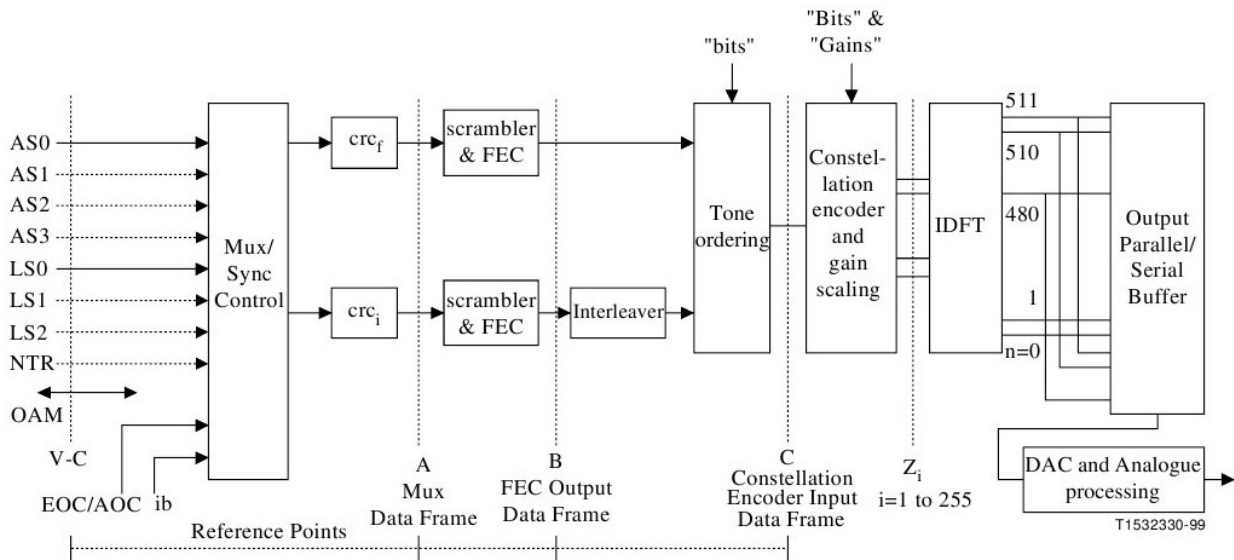 "bits"
"Bits" &
"Gains"
AS0
AS1
AS2
AS3
LS0
LS1
LS2
NTR
OAM
V-C
EOC/AOC
ib
Mux/
Sync
Control
crc_f
crc_i
scrambler
& FEC
scrambler
& FEC
Interleaver
Tone
ordering
Constel-
lation
encoder
and
gain
scaling
IDFT
511
510
480
1
n=0
Output
Parallel/
Serial
Buffer
DAC and Analogue
processing
A
Mux
Data Frame
B
FEC Output
Data Frame
C
Constellation
Encoder Input
Data Frame
Z_i
i=1 to 255
Reference Points
T1532330-99